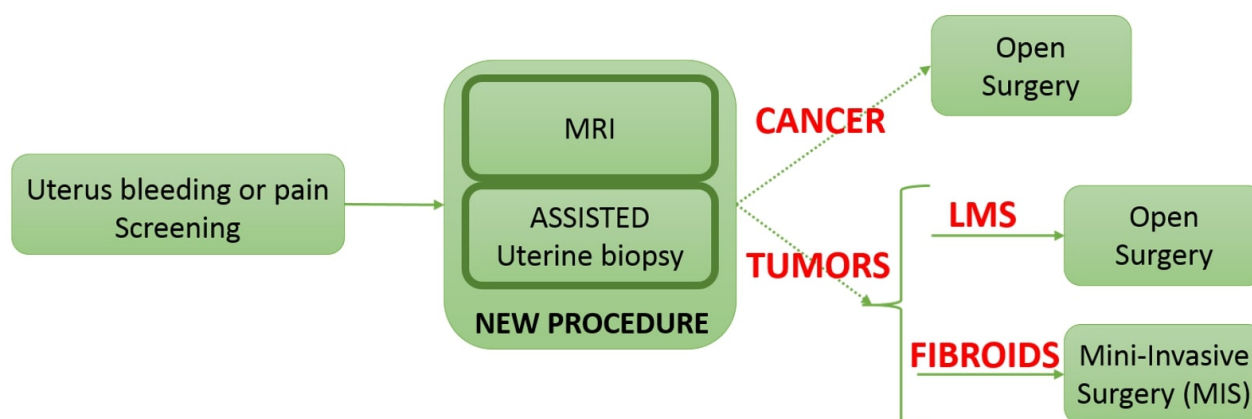 Uterus bleeding or pain
Screening
MRI
ASSISTED
Uterine biopsy
NEW PROCEDURE
CANCER
TUMORS
Open
Surgery
LMS
Open
Surgery
FIBROIDS
Mini-Invasive
Surgery (MIS)